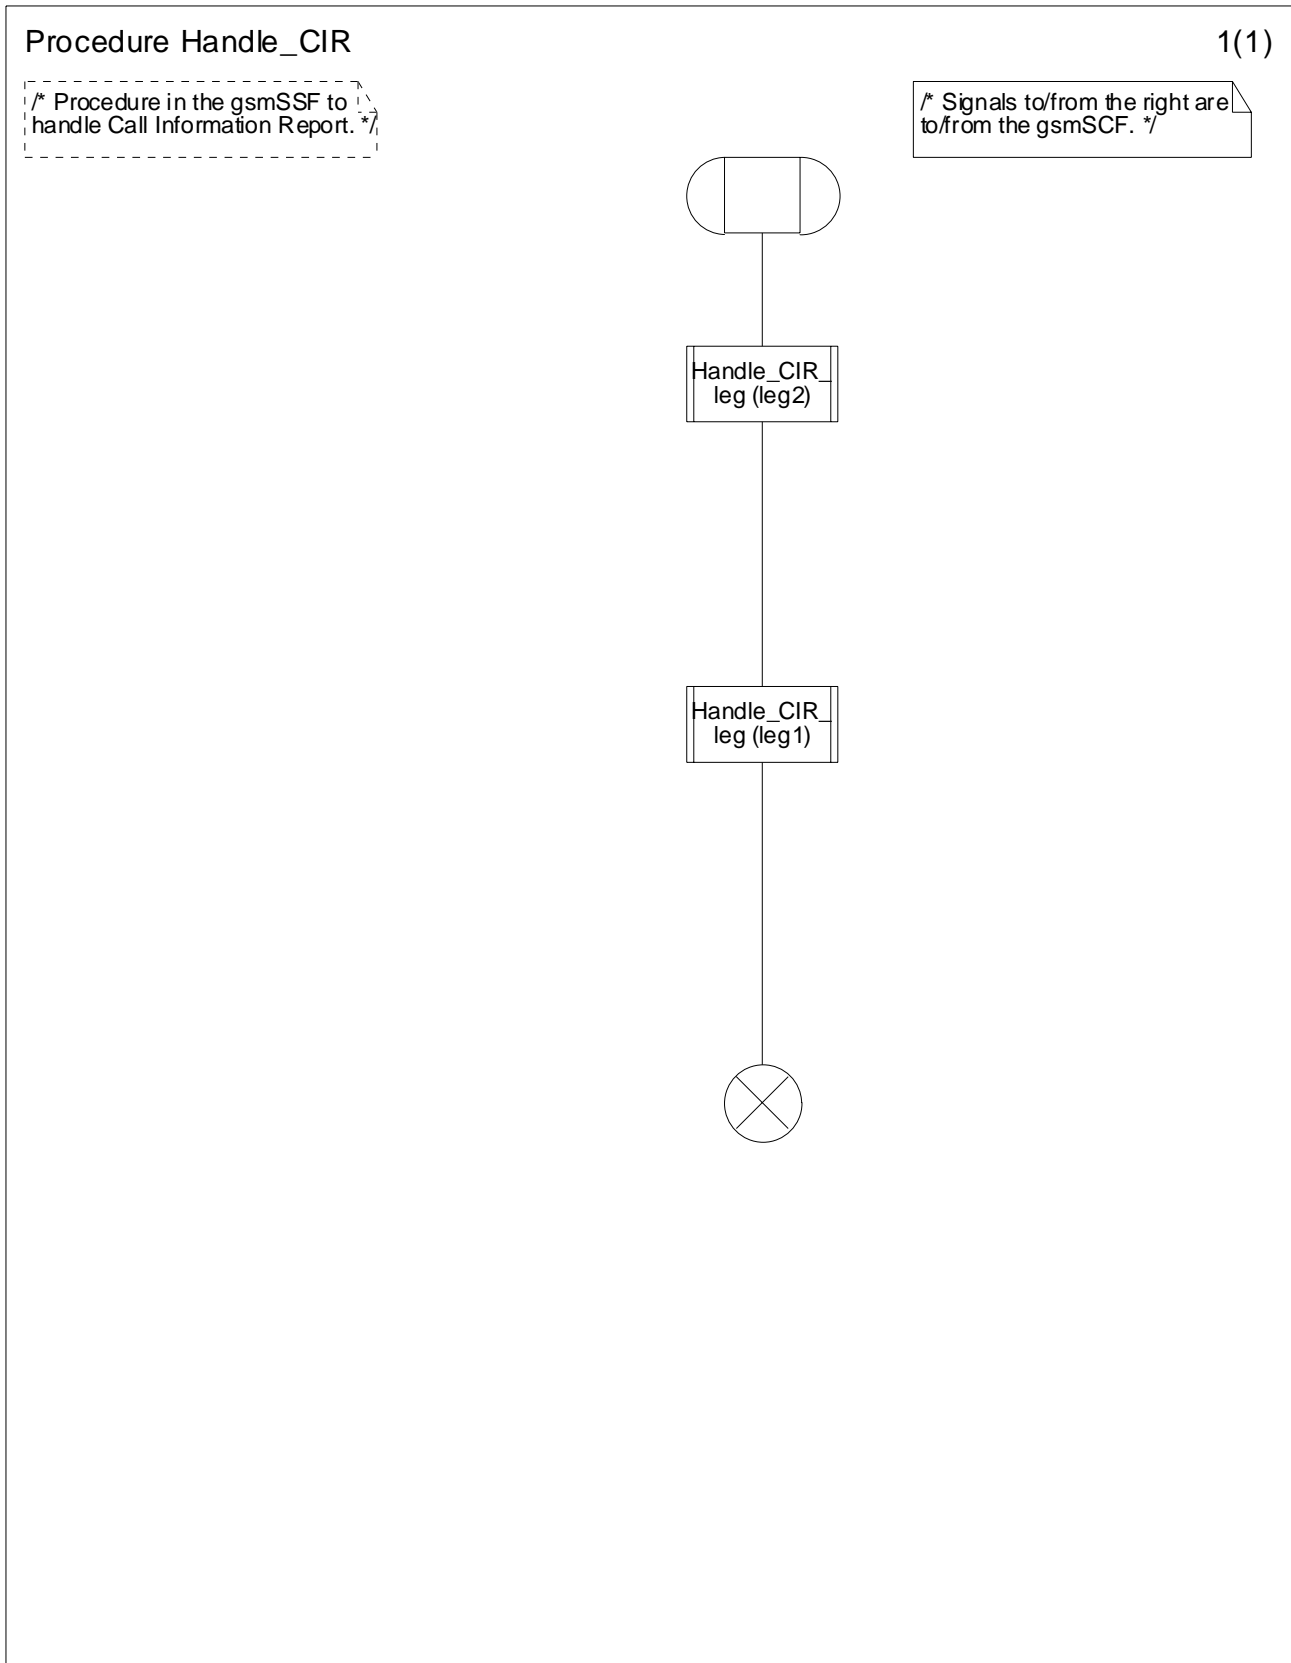 Procedure Handle_CIR
1(1)
/* Procedure in the gsmSSF to
handle Call Information Report. */
/* Signals to/from the right are
to/from the gsmSCF. */
Handle_CIR_
leg (leg2)
Handle_CIR_
leg (leg1)